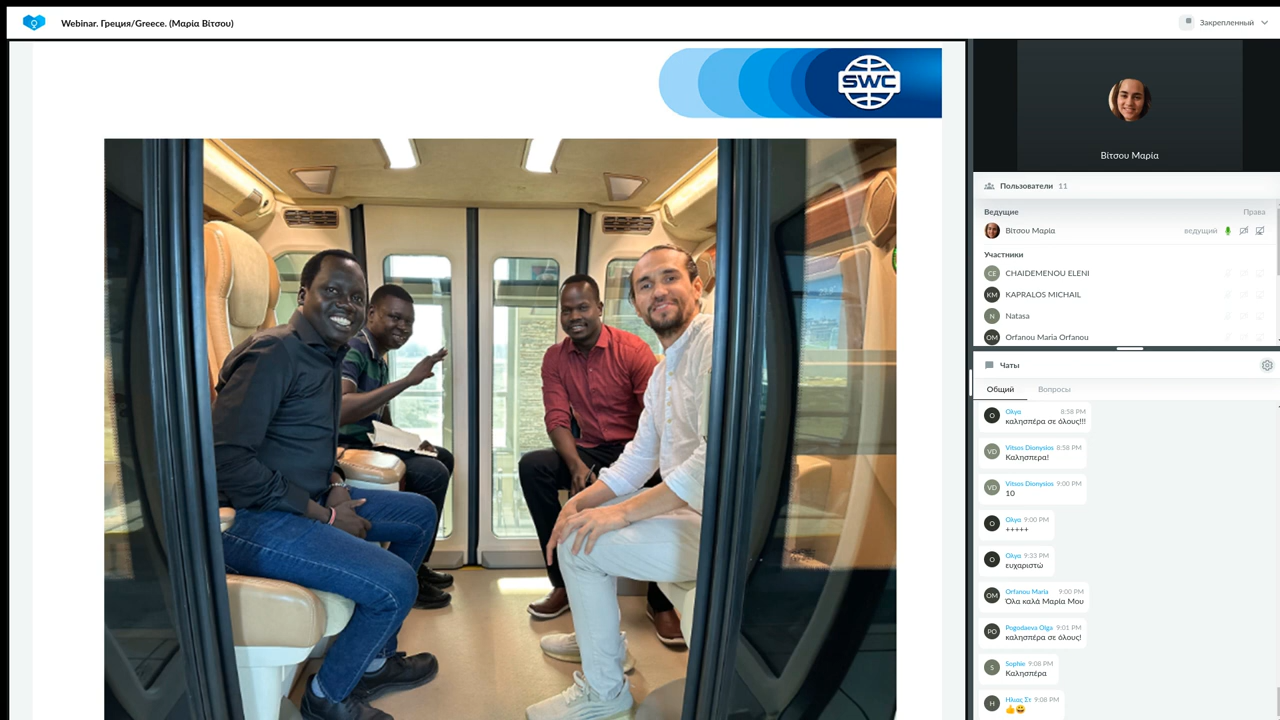 Webinar. Греция/Greece. (Μαρία Βίτσου)
Закрепленный
SWC
Βίτσου Μαρία
Пользователи 11
Ведущие Права
Βίτσου Μαρία ведущий
Участники
CE CHAIDEMENOU ELENI
KM KAPRALOS MICHAIL
N Natasa
OM Orfanou Maria Orfanou
Чаты
Общий Вопросы
O Olya 8:58 PM
καλησπέρα σε όλους!!!
VD Vitsos Dionysios 8:58 PM
Καλησπερα!
VD Vitsos Dionysios 9:00 PM
10
O Olya 9:00 PM
+++++
O Olya 9:33 PM
ευχαριστώ
OM Orfanou Maria 9:00 PM
Όλα καλά Μαρία Μου
PO Pogodaeva Olga 9:01 PM
καλησπέρα σε όλους!
S Sophie 9:08 PM
Καλησπέρα
H Ηλιας Στ 9:08 PM
👍😃